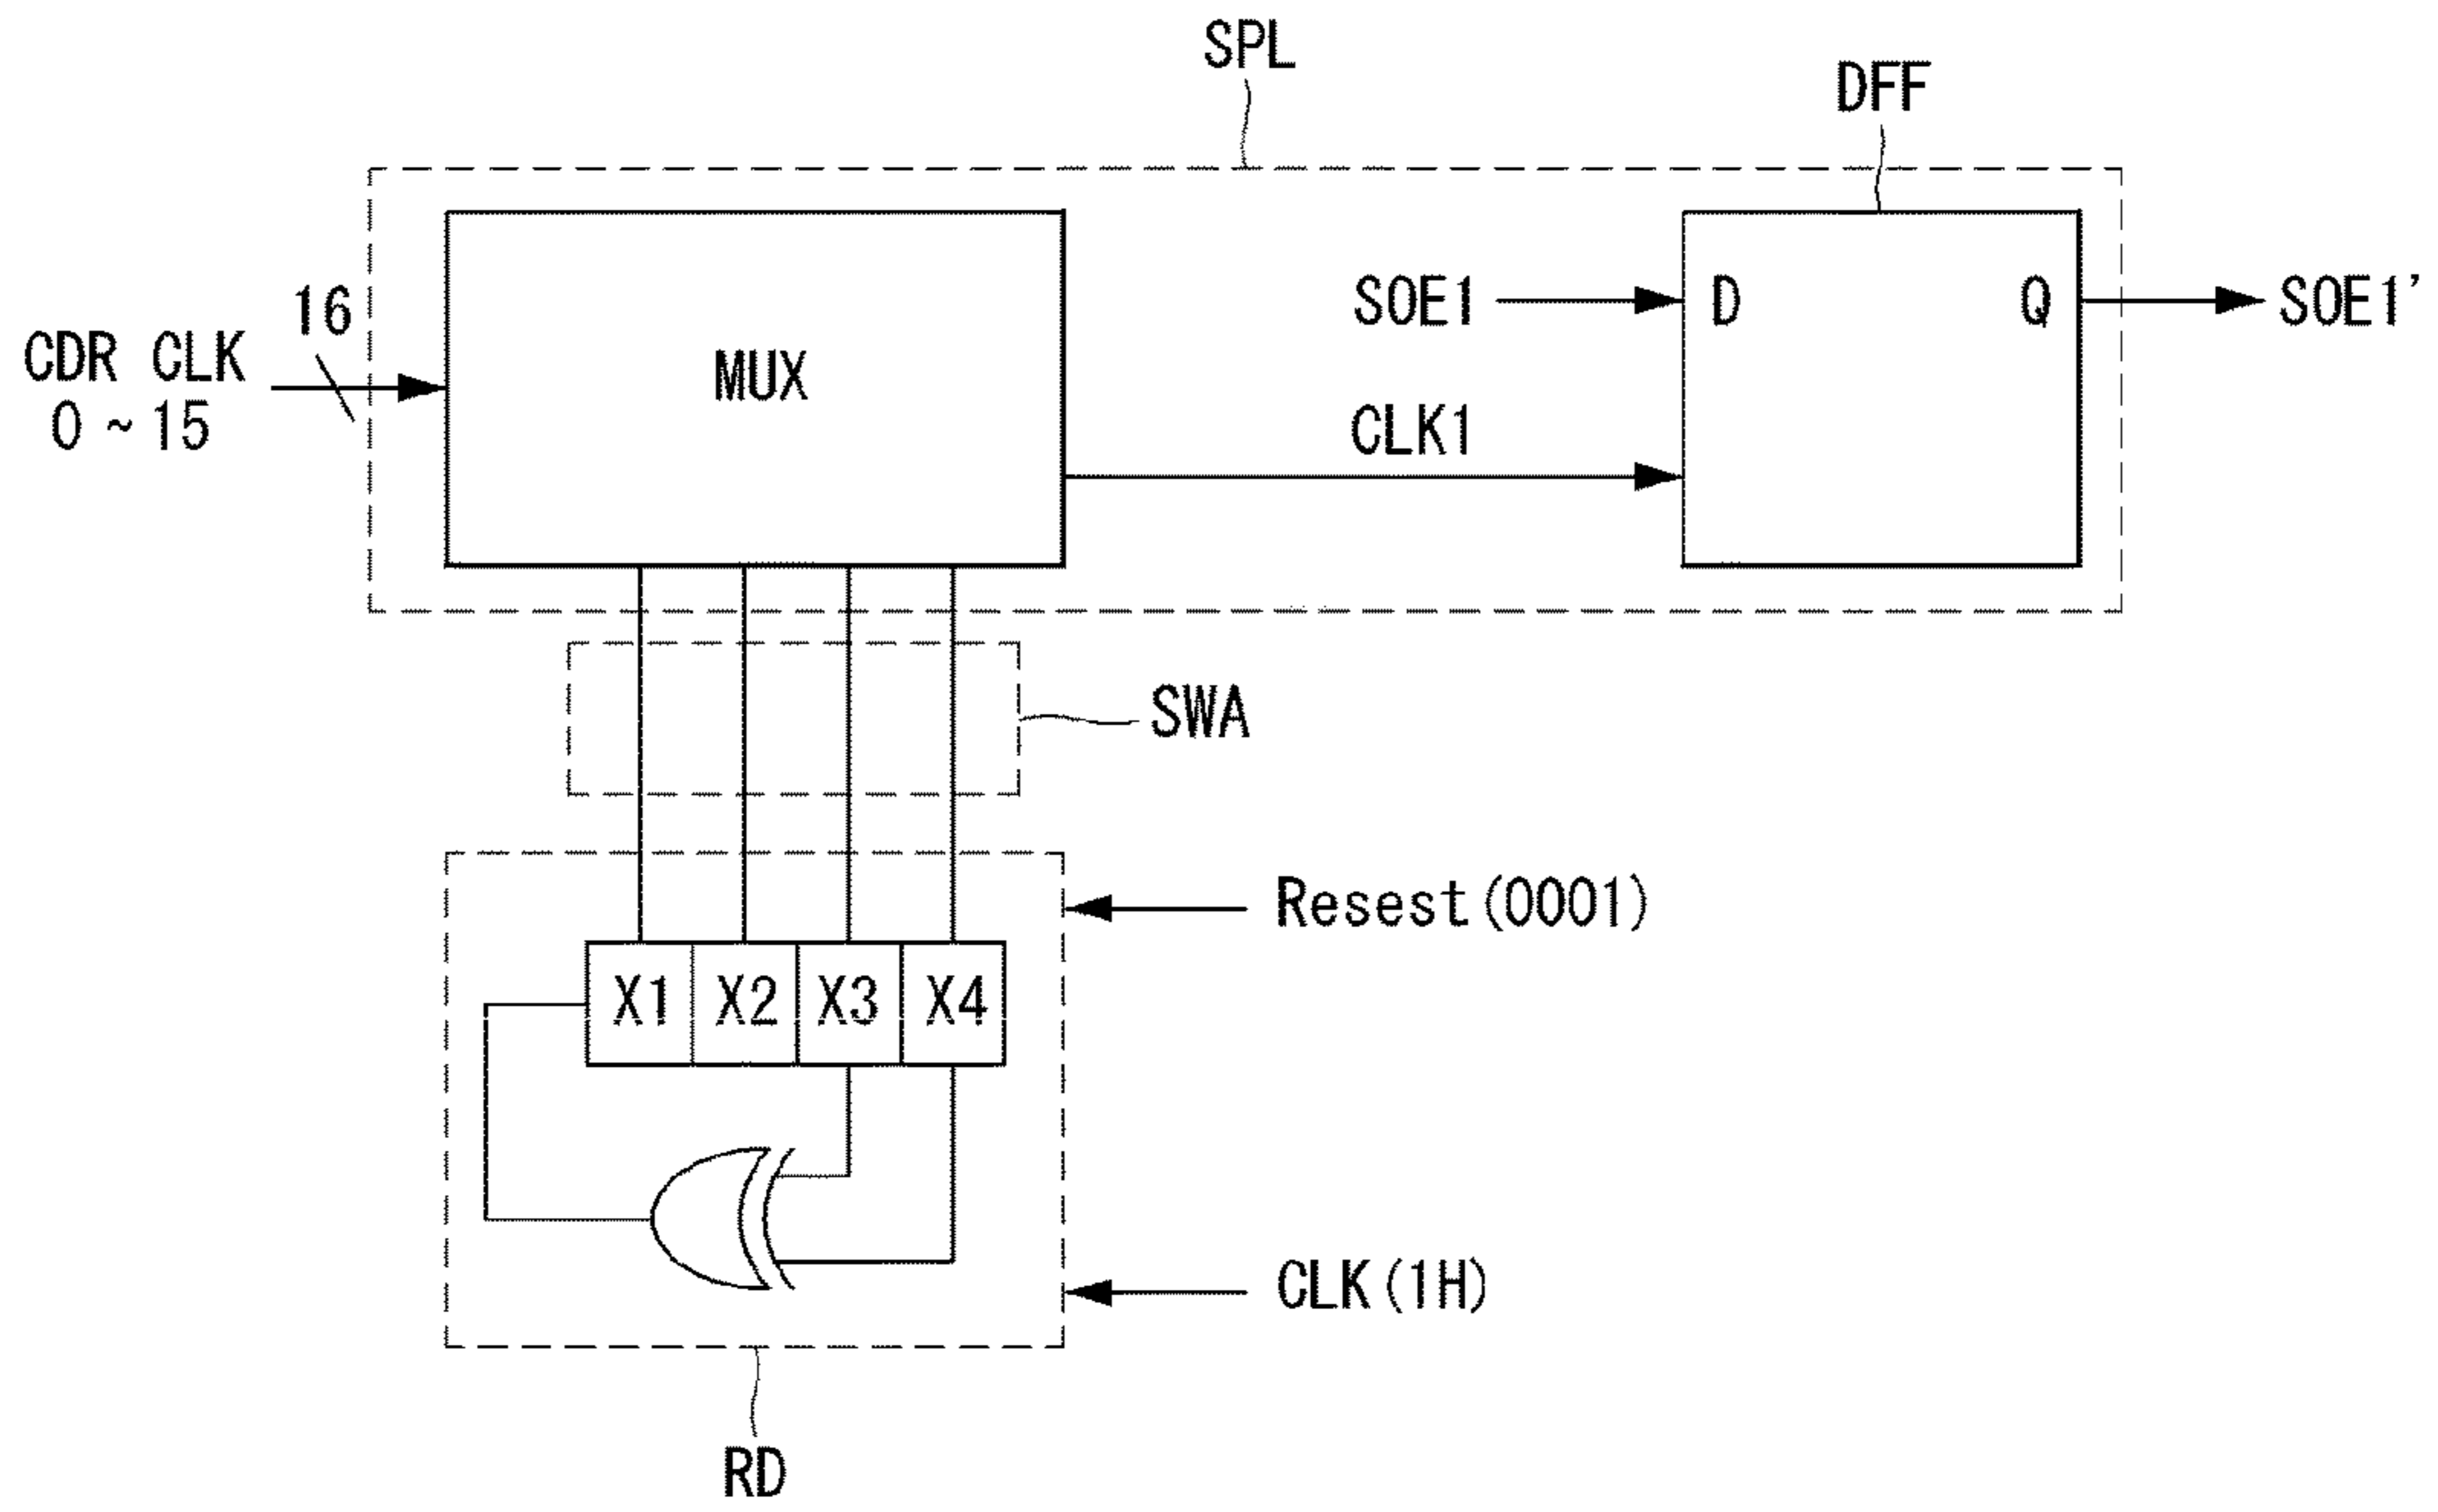 SPL
DFF
16
CDR CLK
0 ~ 15
MUX
SOE1
D
Q
SOE1'
CLK1
SWA
Resest(0001)
X1 X2 X3 X4
CLK(1H)
RD